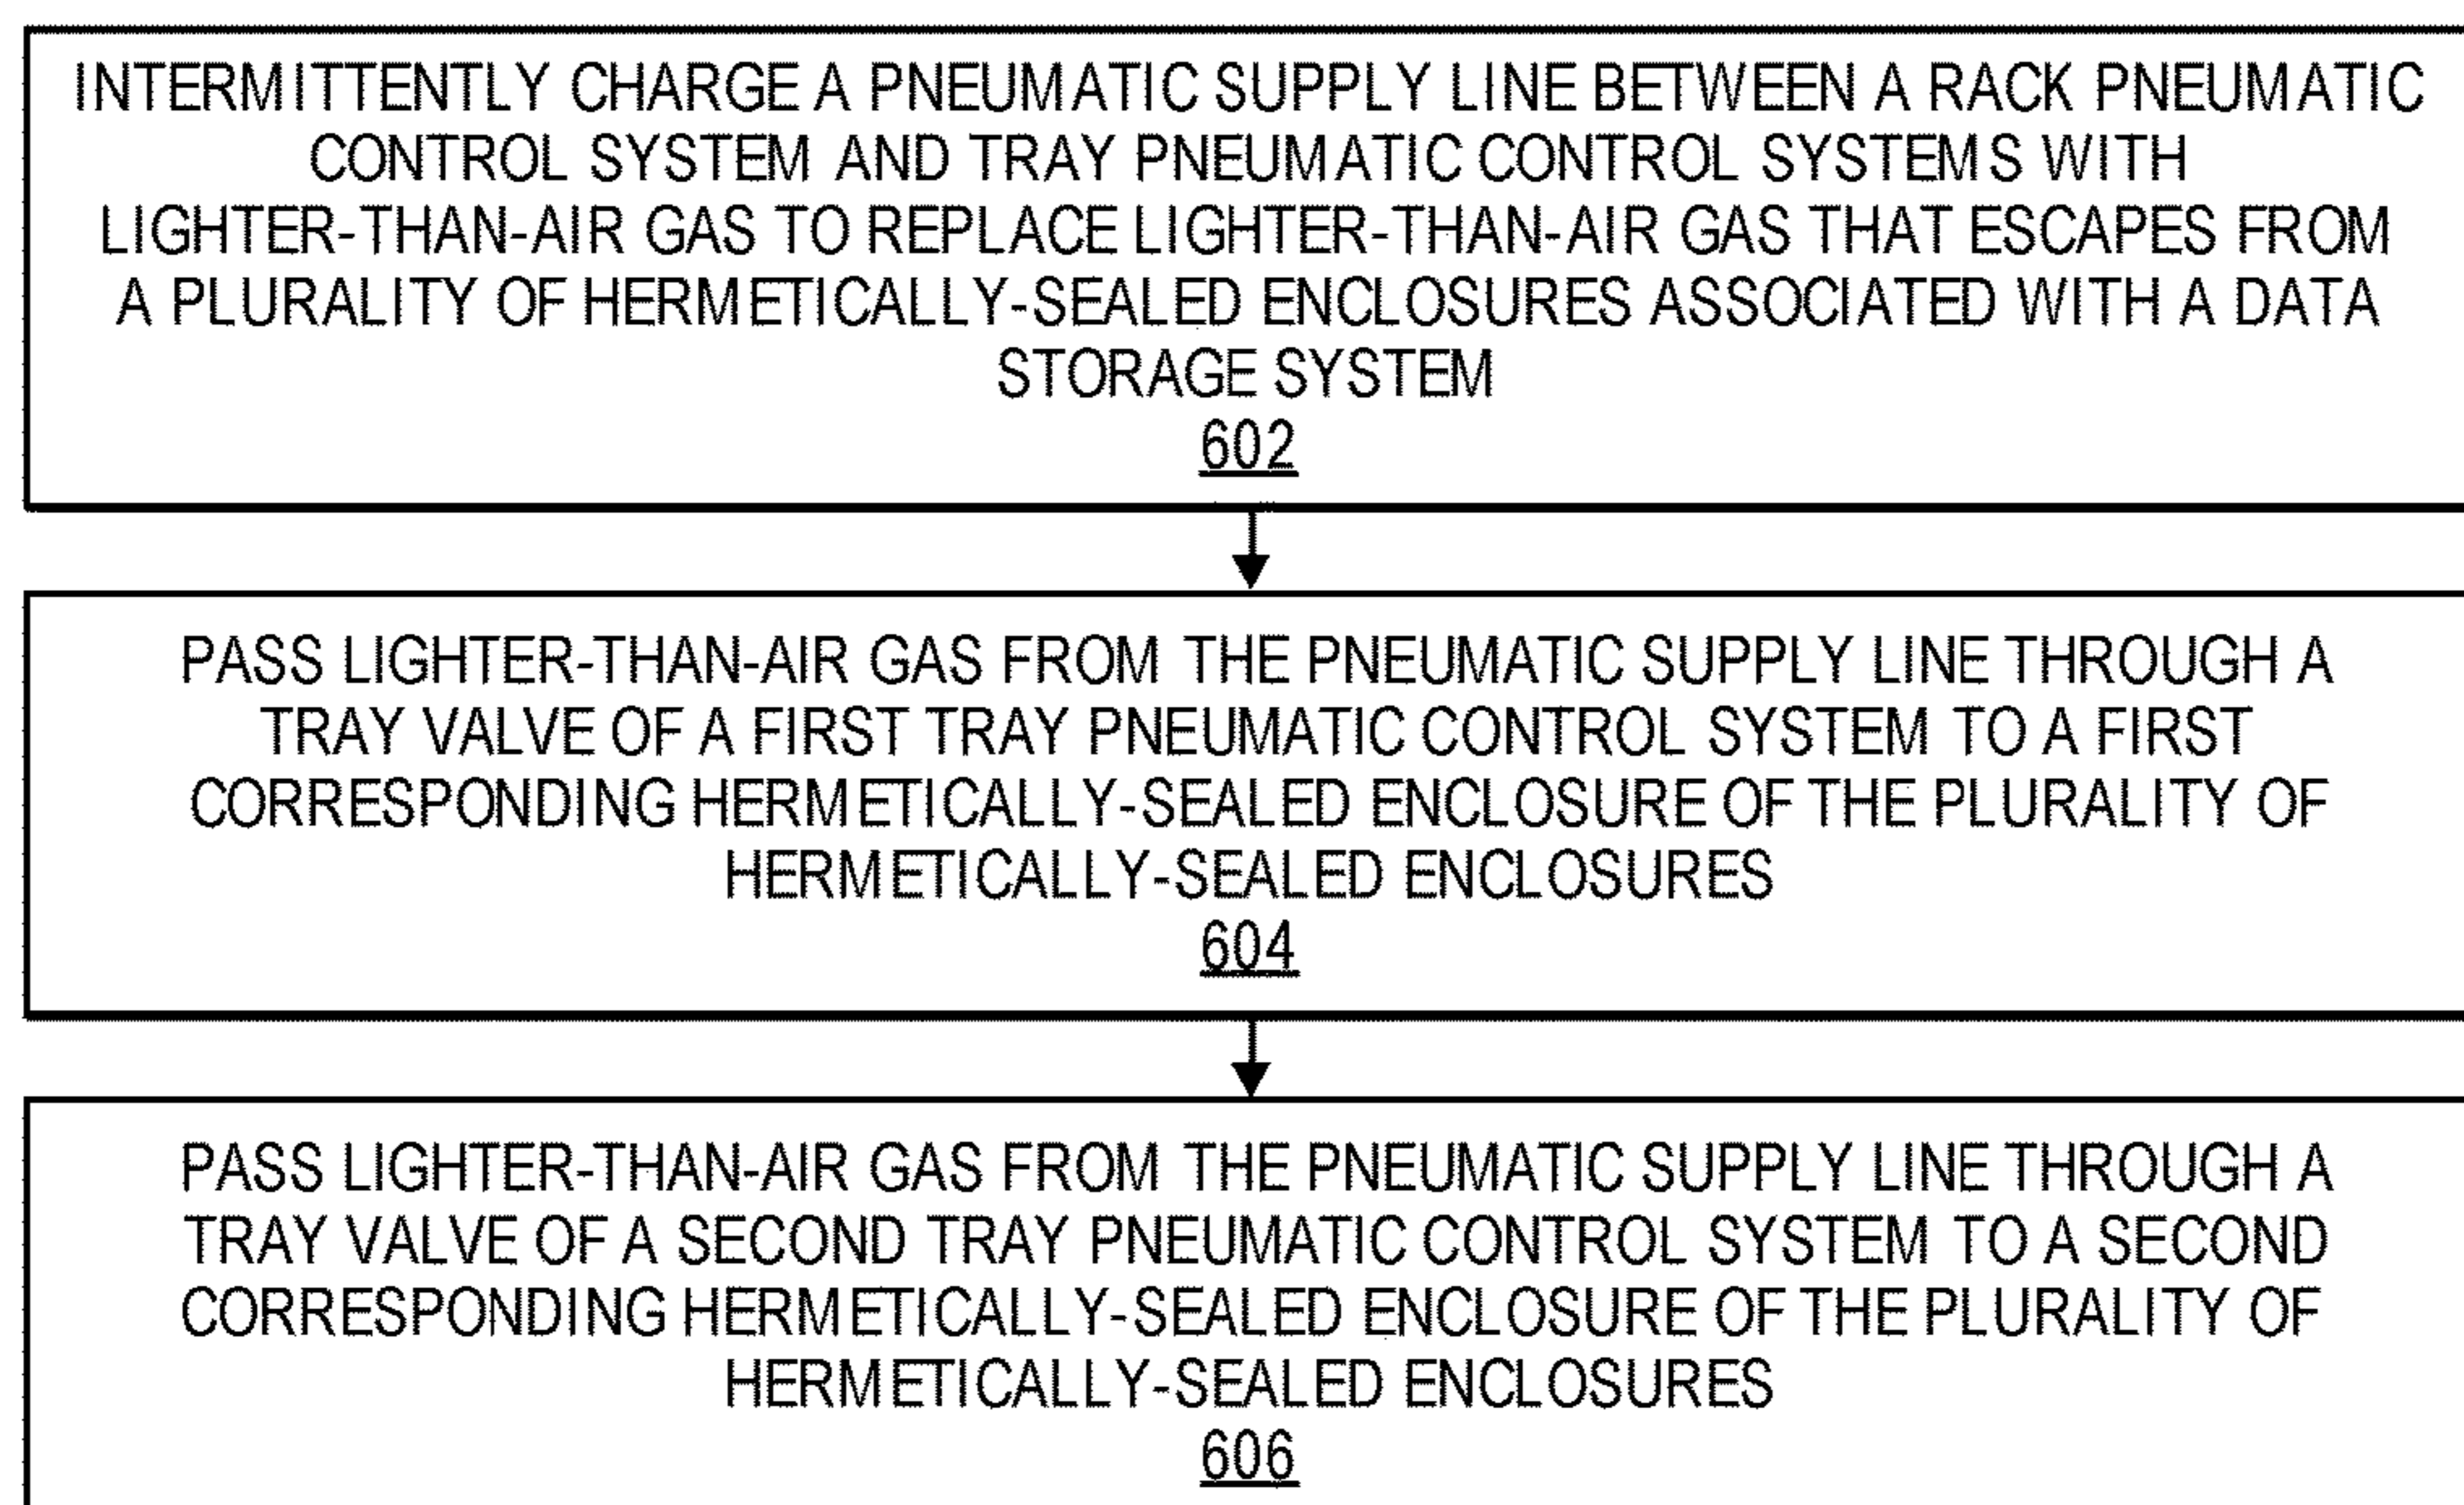 INTERMITTENTLY CHARGE A PNEUMATIC SUPPLY LINE BETWEEN A RACK PNEUMATIC
CONTROL SYSTEM AND TRAY PNEUMATIC CONTROL SYSTEMS WITH
LIGHTER-THAN-AIR GAS TO REPLACE LIGHTER-THAN-AIR GAS THAT ESCAPES FROM
A PLURALITY OF HERMETICALLY-SEALED ENCLOSURES ASSOCIATED WITH A DATA
STORAGE SYSTEM
602
PASS LIGHTER-THAN-AIR GAS FROM THE PNEUMATIC SUPPLY LINE THROUGH A
TRAY VALVE OF A FIRST TRAY PNEUMATIC CONTROL SYSTEM TO A FIRST
CORRESPONDING HERMETICALLY-SEALED ENCLOSURE OF THE PLURALITY OF
HERMETICALLY-SEALED ENCLOSURES
604
PASS LIGHTER-THAN-AIR GAS FROM THE PNEUMATIC SUPPLY LINE THROUGH A
TRAY VALVE OF A SECOND TRAY PNEUMATIC CONTROL SYSTEM TO A SECOND
CORRESPONDING HERMETICALLY-SEALED ENCLOSURE OF THE PLURALITY OF
HERMETICALLY-SEALED ENCLOSURES
606